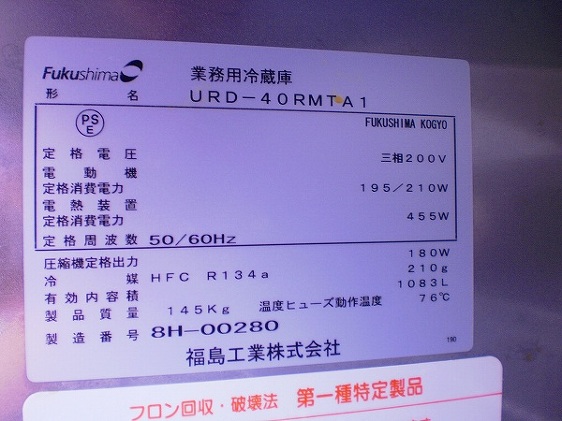 Fukushima 業務用冷蔵庫
形名 URD-40RMTA1
PS E FUKUSHIMA KOGYO
定格電圧 三相200V
電動機
定格消費電力 195/210W
電熱装置
定格消費電力 455W
定格周波数 50/60Hz
圧縮機定格出力 180W
冷媒 HFC R134a 210g
有効内容積 1083L
製品質量 145Kg 温度ヒューズ動作温度 76℃
製造番号 8H-00280
福島工業株式会社 190
フロン回収・破壊法 第一種特定製品